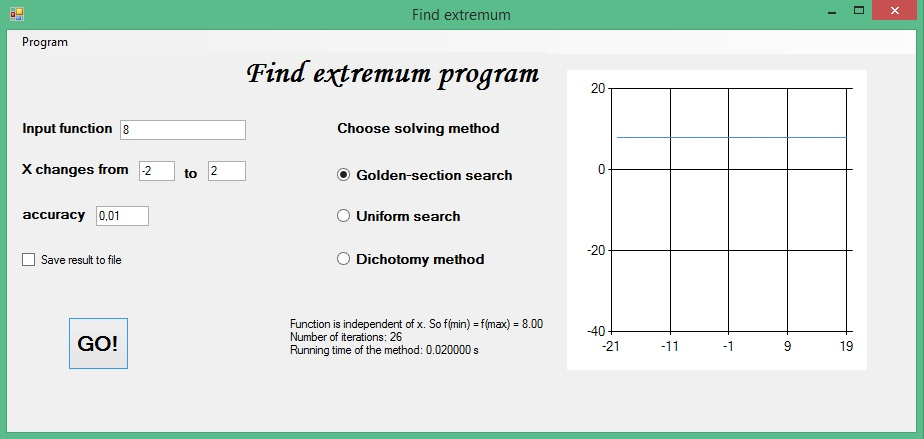 Find extremum
Program
Find extremum program
Input function 8
Choose solving method
X changes from -2 to 2
Golden-section search
accuracy 0,01
Uniform search
Save result to file
Dichotomy method
GO!
Function is independent of x. So f(min) = f(max) = 8.00
Number of iterations: 26
Running time of the method: 0.020000 s
20
0
-20
-40
-21 -11 -1 9 19